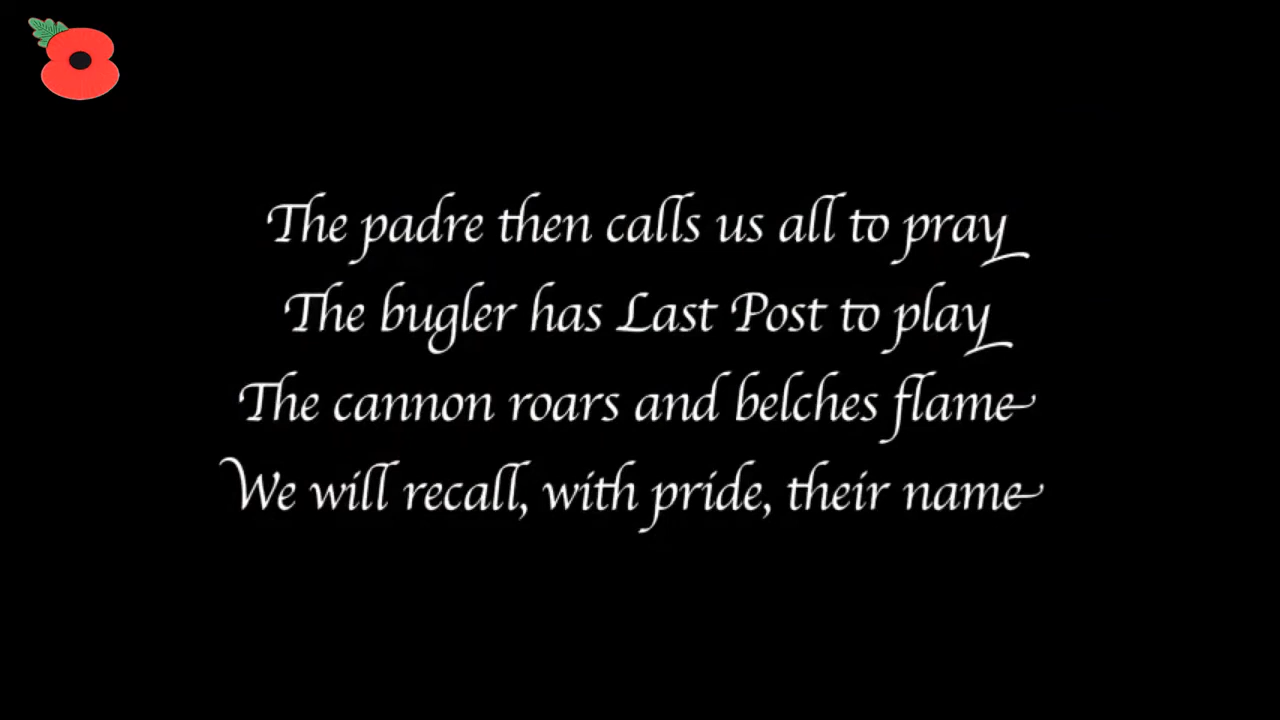 The padre then calls us all to pray
The bugler has Last Post to play
The cannon roars and belches flame
We will recall, with pride, their name